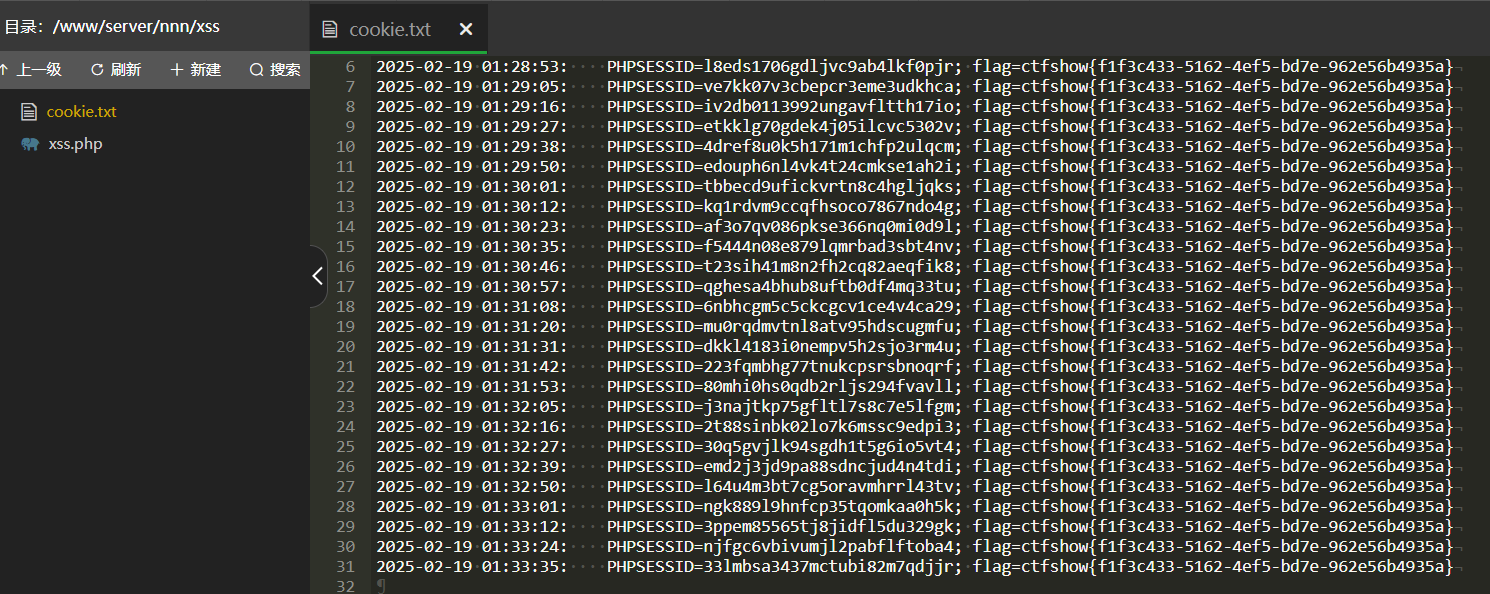 目录：/www/server/nnn/xss
cookie.txt
上一级 刷新 新建 搜索
cookie.txt
xss.php
6 2025-02-19 01:28:53: PHPSESSID=l8eds1706gdljvc9ab4lkf0pjr; flag=ctfshow{f1f3c433-5162-4ef5-bd7e-962e56b4935a}
7 2025-02-19 01:29:05: PHPSESSID=ve7kk07v3cbepcr3eme3udkhca; flag=ctfshow{f1f3c433-5162-4ef5-bd7e-962e56b4935a}
8 2025-02-19 01:29:16: PHPSESSID=iv2db0113992ungavfltth17io; flag=ctfshow{f1f3c433-5162-4ef5-bd7e-962e56b4935a}
9 2025-02-19 01:29:27: PHPSESSID=etkklg70gdek4j05ilcvc5302v; flag=ctfshow{f1f3c433-5162-4ef5-bd7e-962e56b4935a}
10 2025-02-19 01:29:38: PHPSESSID=4dref8u0k5h171m1chfp2ulqcm; flag=ctfshow{f1f3c433-5162-4ef5-bd7e-962e56b4935a}
11 2025-02-19 01:29:50: PHPSESSID=edouph6nl4vk4t24cmkse1ah2i; flag=ctfshow{f1f3c433-5162-4ef5-bd7e-962e56b4935a}
12 2025-02-19 01:30:01: PHPSESSID=tbbecd9ufickvrtn8c4hgljqks; flag=ctfshow{f1f3c433-5162-4ef5-bd7e-962e56b4935a}
13 2025-02-19 01:30:12: PHPSESSID=kq1rdvm9ccqfhsoco7867ndo4g; flag=ctfshow{f1f3c433-5162-4ef5-bd7e-962e56b4935a}
14 2025-02-19 01:30:23: PHPSESSID=af3o7qv086pkse366nq0mi0d9l; flag=ctfshow{f1f3c433-5162-4ef5-bd7e-962e56b4935a}
15 2025-02-19 01:30:35: PHPSESSID=f5444n08e879lqmrbad3sbt4nv; flag=ctfshow{f1f3c433-5162-4ef5-bd7e-962e56b4935a}
16 2025-02-19 01:30:46: PHPSESSID=t23sih41m8n2fh2cq82aeqfik8; flag=ctfshow{f1f3c433-5162-4ef5-bd7e-962e56b4935a}
17 2025-02-19 01:30:57: PHPSESSID=qghesa4bhub8uftb0df4mq33tu; flag=ctfshow{f1f3c433-5162-4ef5-bd7e-962e56b4935a}
18 2025-02-19 01:31:08: PHPSESSID=6nbhcgm5c5ckcgcv1ce4v4ca29; flag=ctfshow{f1f3c433-5162-4ef5-bd7e-962e56b4935a}
19 2025-02-19 01:31:20: PHPSESSID=mu0rqdmvtnl8atv95hdscugmfu; flag=ctfshow{f1f3c433-5162-4ef5-bd7e-962e56b4935a}
20 2025-02-19 01:31:31: PHPSESSID=dkkl4183i0nempv5h2sjo3rm4u; flag=ctfshow{f1f3c433-5162-4ef5-bd7e-962e56b4935a}
21 2025-02-19 01:31:42: PHPSESSID=223fqmbhg77tnukcpsrsbnoqrf; flag=ctfshow{f1f3c433-5162-4ef5-bd7e-962e56b4935a}
22 2025-02-19 01:31:53: PHPSESSID=80mhi0hs0qdb2rljs294fvavll; flag=ctfshow{f1f3c433-5162-4ef5-bd7e-962e56b4935a}
23 2025-02-19 01:32:05: PHPSESSID=j3najtkp75gfltl7s8c7e5lfgm; flag=ctfshow{f1f3c433-5162-4ef5-bd7e-962e56b4935a}
24 2025-02-19 01:32:16: PHPSESSID=2t88sinbk02lo7k6mssc9edpi3; flag=ctfshow{f1f3c433-5162-4ef5-bd7e-962e56b4935a}
25 2025-02-19 01:32:27: PHPSESSID=30q5gvjlk94sgdh1t5g6io5vt4; flag=ctfshow{f1f3c433-5162-4ef5-bd7e-962e56b4935a}
26 2025-02-19 01:32:39: PHPSESSID=emd2j3jd9pa88sdncjud4n4tdi; flag=ctfshow{f1f3c433-5162-4ef5-bd7e-962e56b4935a}
27 2025-02-19 01:32:50: PHPSESSID=l64u4m3bt7cg5oravmhrrl43tv; flag=ctfshow{f1f3c433-5162-4ef5-bd7e-962e56b4935a}
28 2025-02-19 01:33:01: PHPSESSID=ngk889l9hnfcp35tqomkaa0h5k; flag=ctfshow{f1f3c433-5162-4ef5-bd7e-962e56b4935a}
29 2025-02-19 01:33:12: PHPSESSID=3ppem85565tj8jidfl5du329gk; flag=ctfshow{f1f3c433-5162-4ef5-bd7e-962e56b4935a}
30 2025-02-19 01:33:24: PHPSESSID=njfgc6vbivumjl2pabflftoba4; flag=ctfshow{f1f3c433-5162-4ef5-bd7e-962e56b4935a}
31 2025-02-19 01:33:35: PHPSESSID=33lmbsa3437mctubi82m7qdjjr; flag=ctfshow{f1f3c433-5162-4ef5-bd7e-962e56b4935a}
32